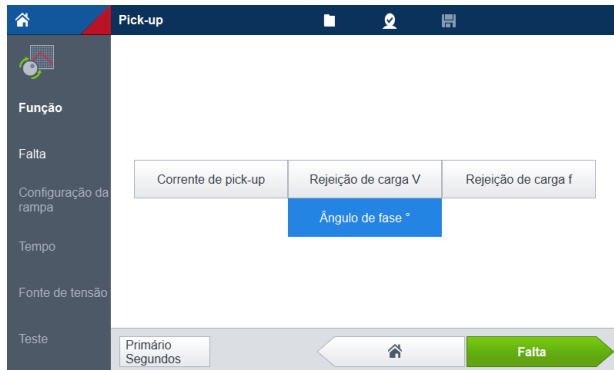 Pick-up
Função
Falta
Configuração da
rampa
Tempo
Fonte de tensão
Teste
Corrente de pick-up
Rejeição de carga V
Rejeição de carga f
Ângulo de fase °
Primário
Segundos
Falta